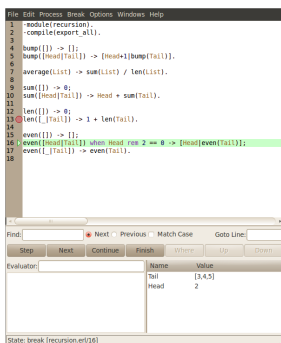 File Edit Process Break Options Windows Help
1 -module(recursion).
2 -compile(export_all).
3
4 bump([]) -> [];
5 bump([Head|Tail]) -> [Head+1|bump(Tail)].
6
7 average(List) -> sum(List) / len(List).
8
9 sum([]) -> 0;
10 sum([Head|Tail]) -> Head + sum(Tail).
11
12 len([]) -> 0;
13 len([_|Tail]) -> 1 + len(Tail).
14
15 even([]) -> [];
16 even([Head|Tail]) when Head rem 2 == 0 -> [Head|even(Tail)];
17 even([_|Tail]) -> even(Tail).
18
Find: Next Previous Match Case Goto Line:
Step Next Continue Finish Where Up Down
Evaluator: Name Value
Tail [3,4,5]
Head 2
State: break [recursion.erl/16]